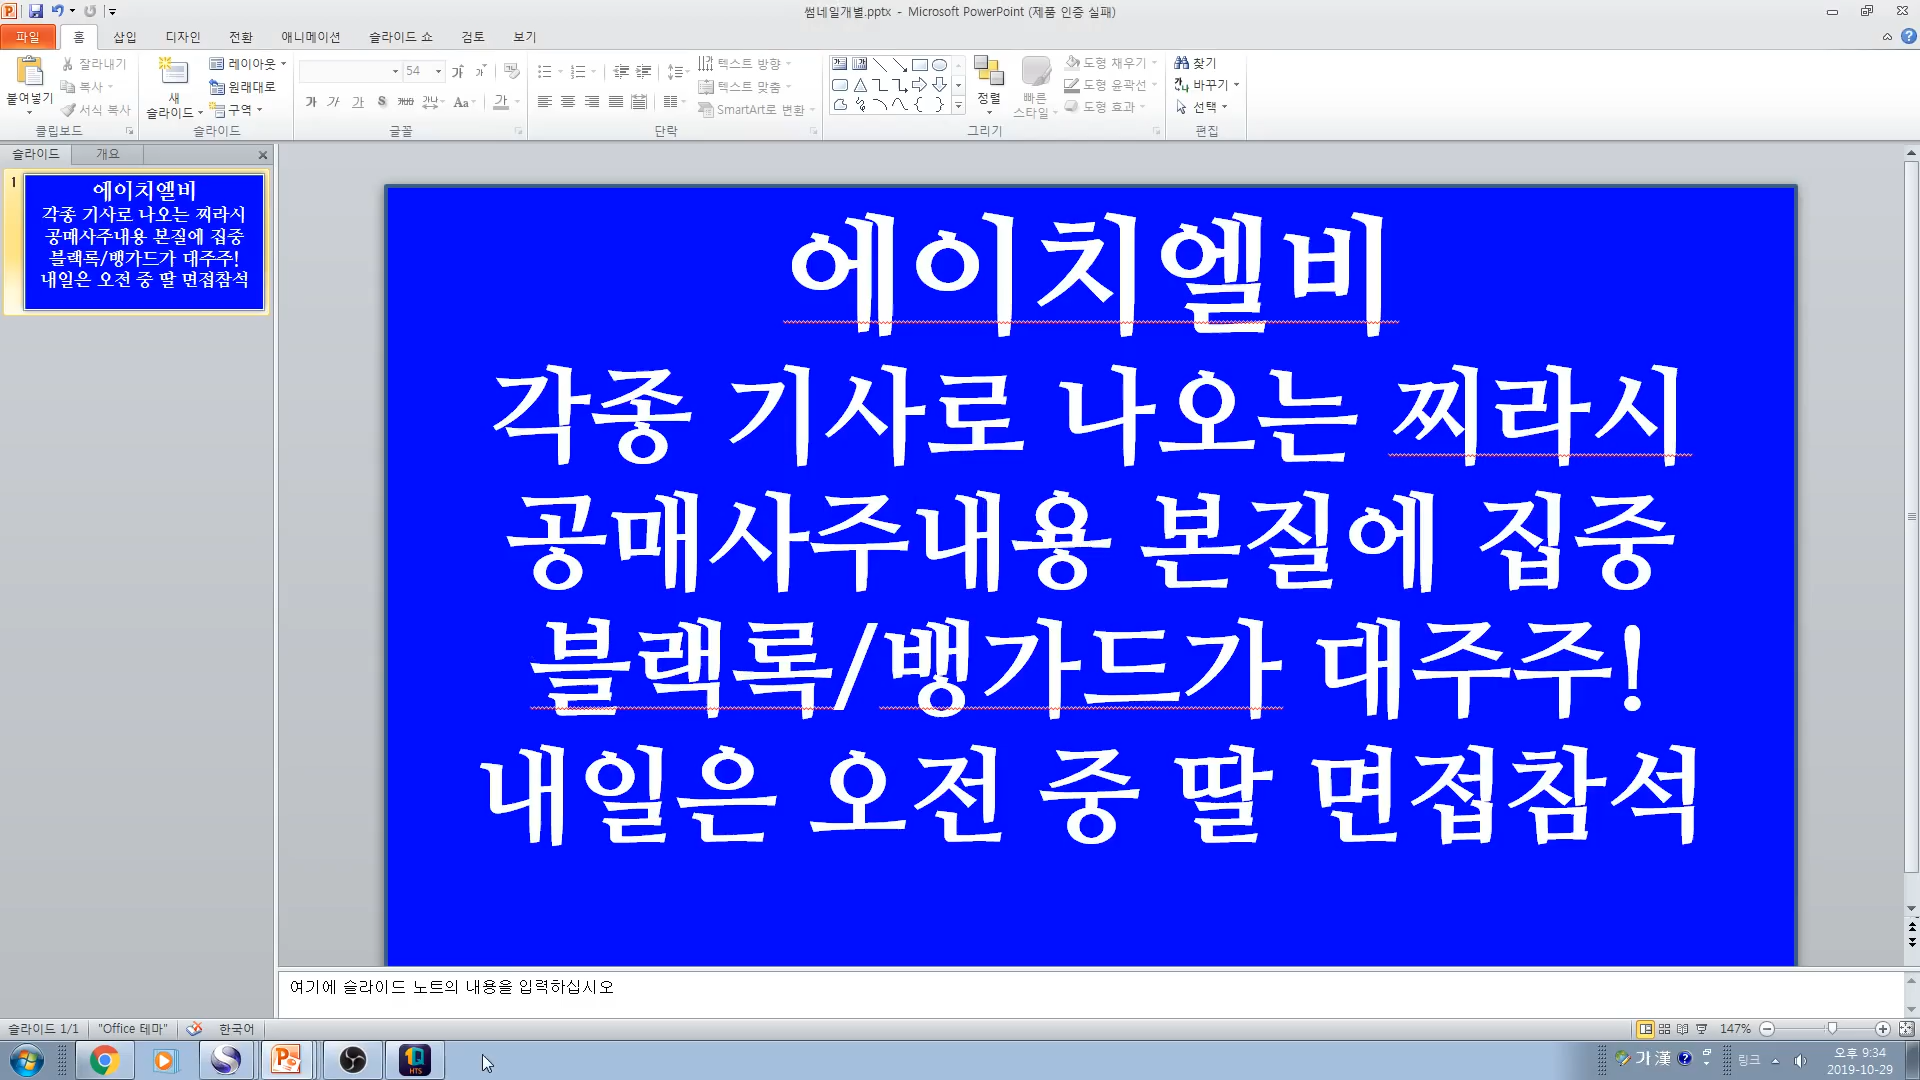 썸네일개별.pptx - Microsoft PowerPoint (제품 인증 실패)
파일 홈 삽입 디자인 전환 애니메이션 슬라이드 쇼 검토 보기
붙여넣기 잘라내기 복사 서식 복사 클립보드
새 슬라이드 레이아웃 원래대로 구역 슬라이드
54 가 가 가 S 가 Aa 가 글꼴
텍스트 방향 텍스트 맞춤 SmartArt로 변환 단락
정렬 빠른 스타일 도형 채우기 도형 윤곽선 도형 효과 그리기
찾기 바꾸기 선택 편집
슬라이드 개요
1
에이치엘비
각종 기사로 나오는 찌라시
공매사주내용 본질에 집중
블랙록/뱅가드가 대주주!
내일은 오전 중 딸 면접참석
에이치엘비
각종 기사로 나오는 찌라시
공매사주내용 본질에 집중
블랙록/뱅가드가 대주주!
내일은 오전 중 딸 면접참석
여기에 슬라이드 노트의 내용을 입력하십시오
슬라이드 1/1 "Office 테마" 한국어 147%
HTS 가 漢 링크 오후 9:34
2019-10-29